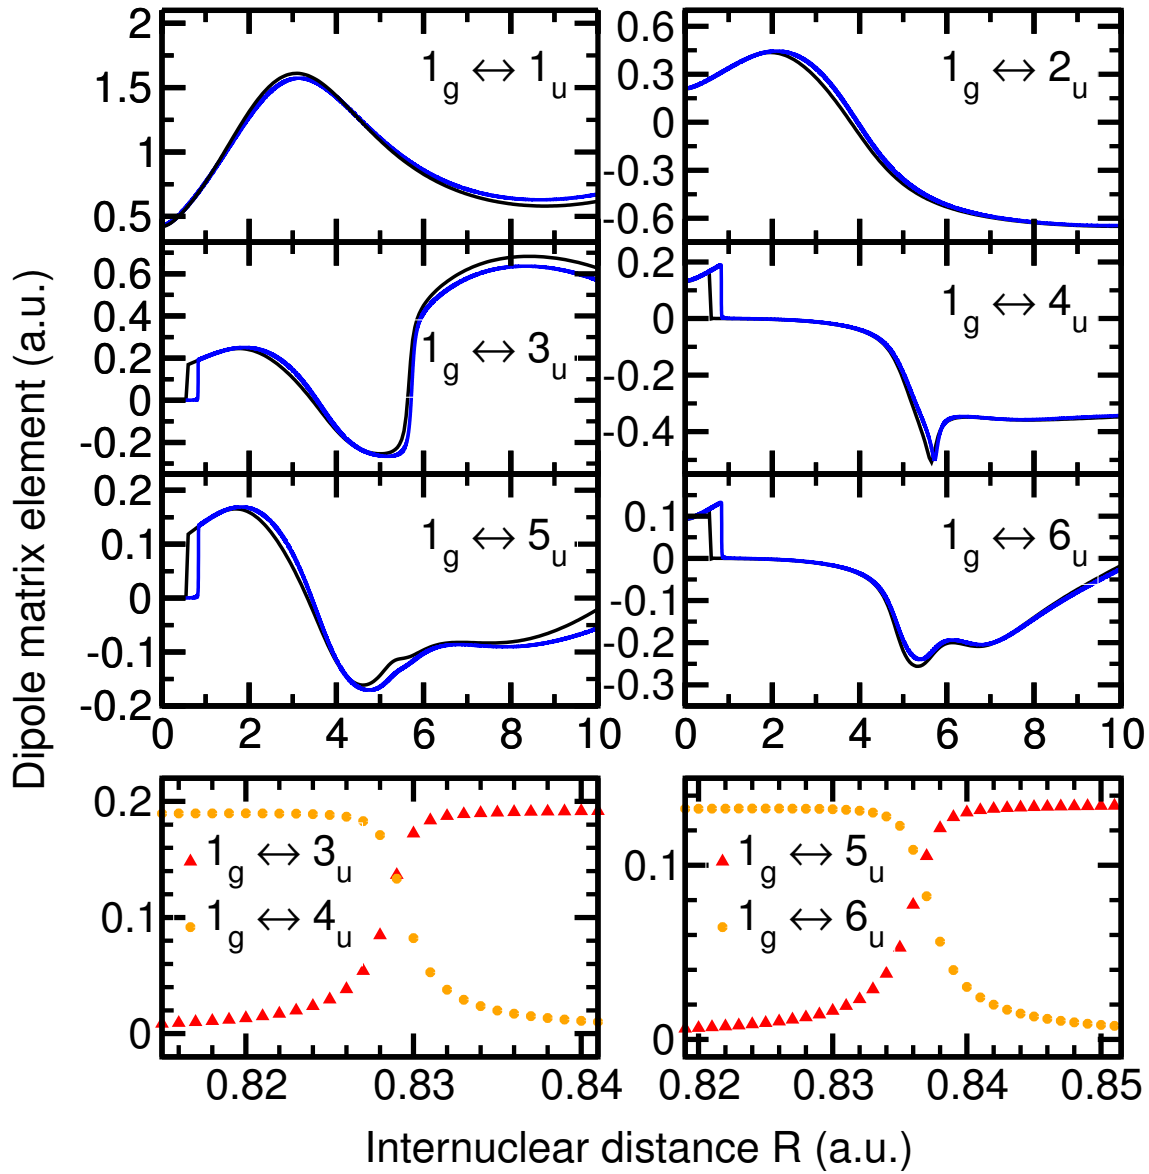 2
1.5
1
0.5
1g ↔ 1u
0.6
0.3
0
-0.3
-0.6
1g ↔ 2u
0.6
0.4
0.2
0
-0.2
1g ↔ 3u
0.2
0
-0.2
-0.4
1g ↔ 4u
0.2
0.1
0
-0.1
-0.2
1g ↔ 5u
0 2 4 6 8 10
0.1
0
-0.1
-0.2
-0.3
1g ↔ 6u
0 2 4 6 8 10
Dipole matrix element (a.u.)
0.2
0.1
0
1g ↔ 3u
1g ↔ 4u
0.82 0.83 0.84
0.1
0
1g ↔ 5u
1g ↔ 6u
0.82 0.83 0.84 0.85
Internuclear distance R (a.u.)